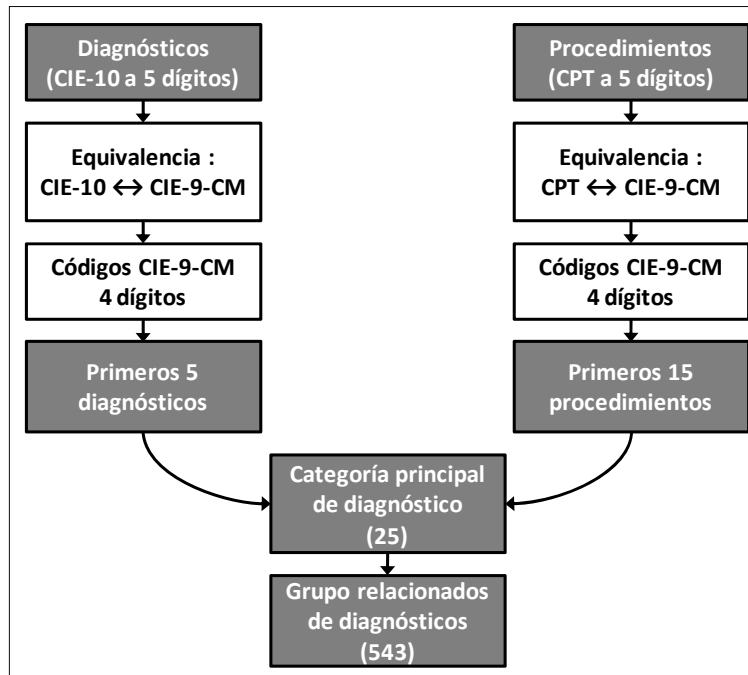 Diagnósticos
(CIE-10 a 5 dígitos)
Equivalencia :
CIE-10 ↔ CIE-9-CM
Códigos CIE-9-CM
4 dígitos
Primeros 5
diagnósticos
Procedimientos
(CPT a 5 dígitos)
Equivalencia :
CPT ↔ CIE-9-CM
Códigos CIE-9-CM
4 dígitos
Primeros 15
procedimientos
Categoría principal
de diagnóstico
(25)
Grupo relacionados
de diagnósticos
(543)